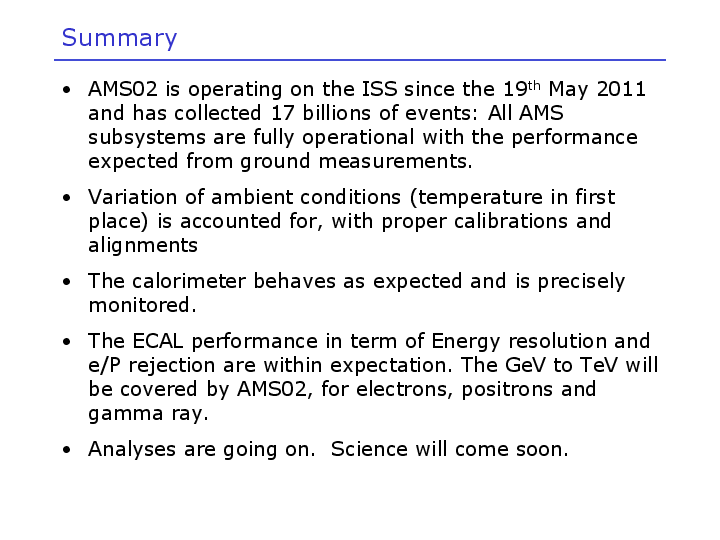 Summary
• AMS02 is operating on the ISS since the 19th May 2011
and has collected 17 billions of events: All AMS
subsystems are fully operational with the performance
expected from ground measurements.
• Variation of ambient conditions (temperature in first
place) is accounted for, with proper calibrations and
alignments
• The calorimeter behaves as expected and is precisely
monitored.
• The ECAL performance in term of Energy resolution and
e/P rejection are within expectation. The GeV to TeV will
be covered by AMS02, for electrons, positrons and
gamma ray.
• Analyses are going on.  Science will come soon.